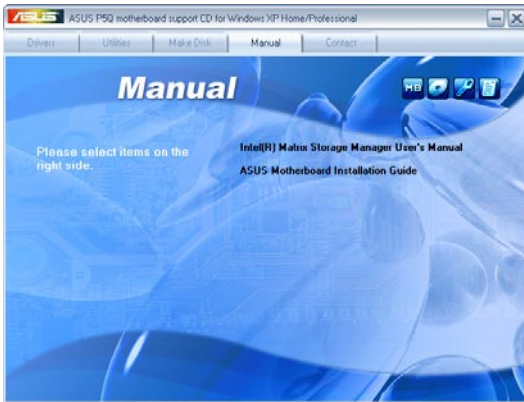 ASUS P5Q motherboard support CD for Windows XP Home/Professional
Drivers Utilities Make Disk Manual Contact
Manual
MB
Please select items on the
right side.
Intel(R) Matrix Storage Manager User's Manual
ASUS Motherboard Installation Guide